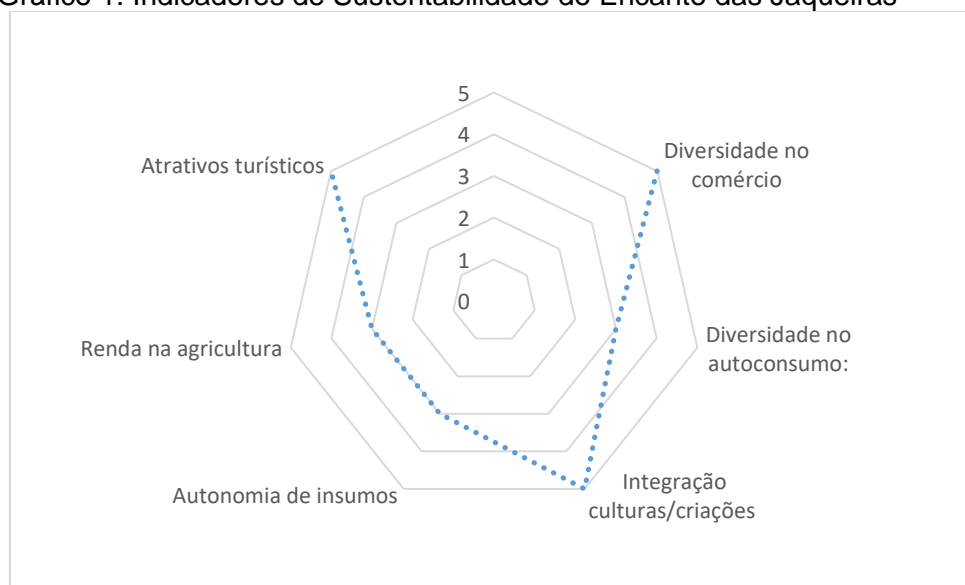 Gráfico 1. Indicadores de Sustentabilidade do Encanto das Jaqueiras
5
4
3
2
1
0
Diversidade no
comércio
Diversidade no
autoconsumo:
Integração
culturas/criações
Autonomia de insumos
Renda na agricultura
Atrativos turísticos